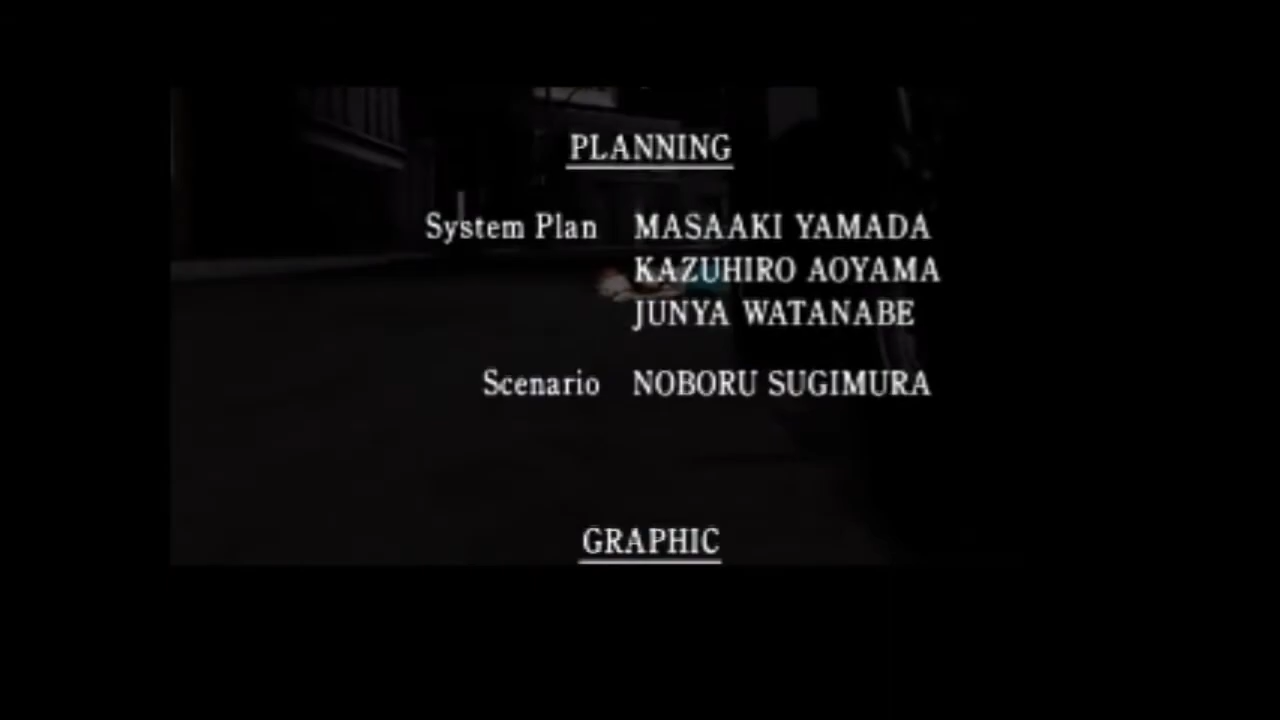 PLANNING
System Plan MASAAKI YAMADA
KAZUHIRO AOYAMA
JUNYA WATANABE
Scenario NOBORU SUGIMURA
GRAPHIC